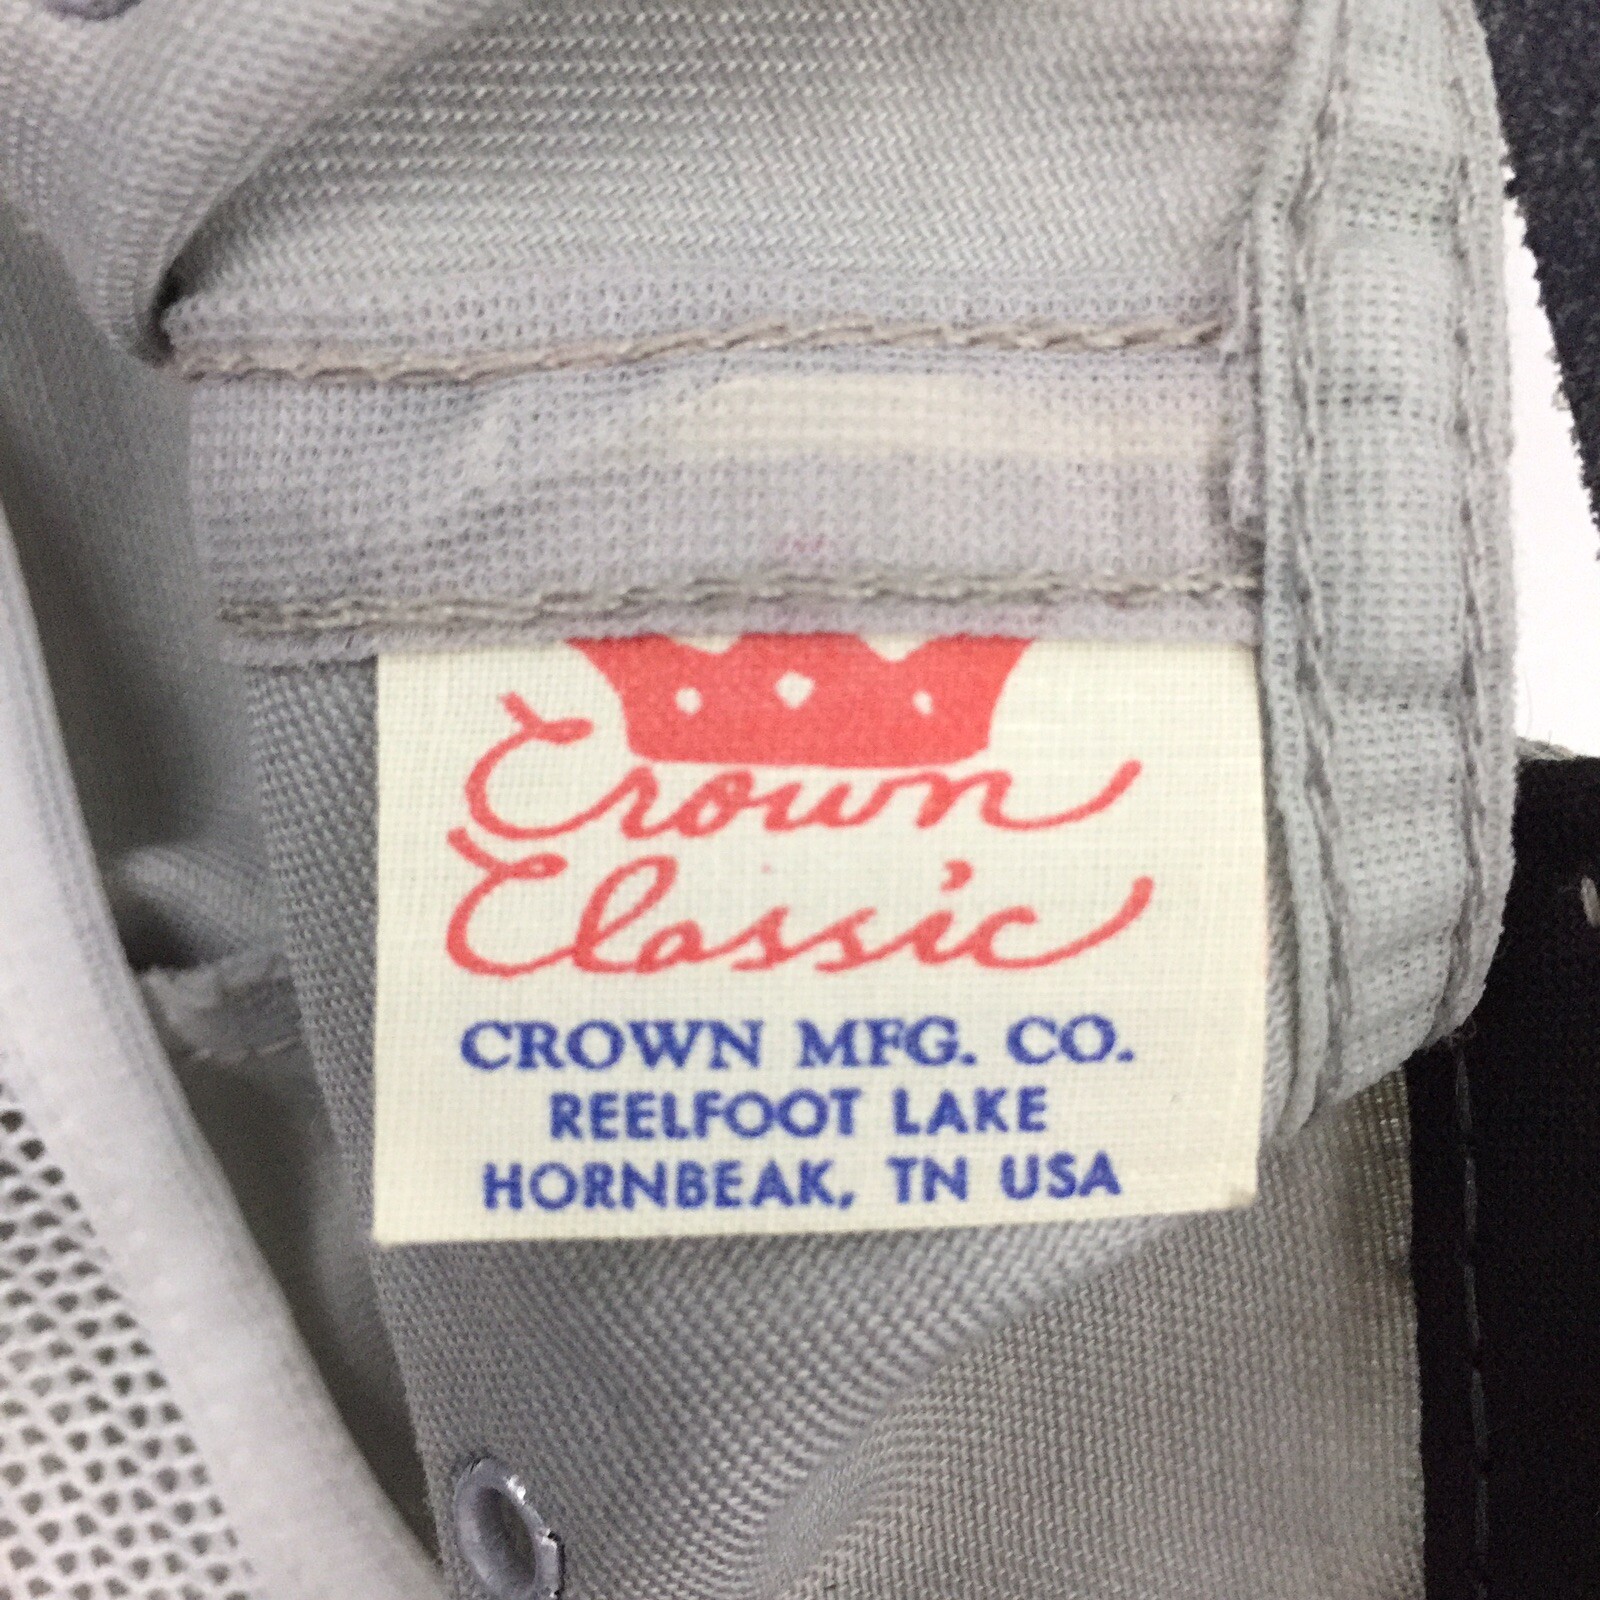 Crown
Classic
CROWN MFG. CO.
REELFOOT LAKE
HORNBEAK, TN USA